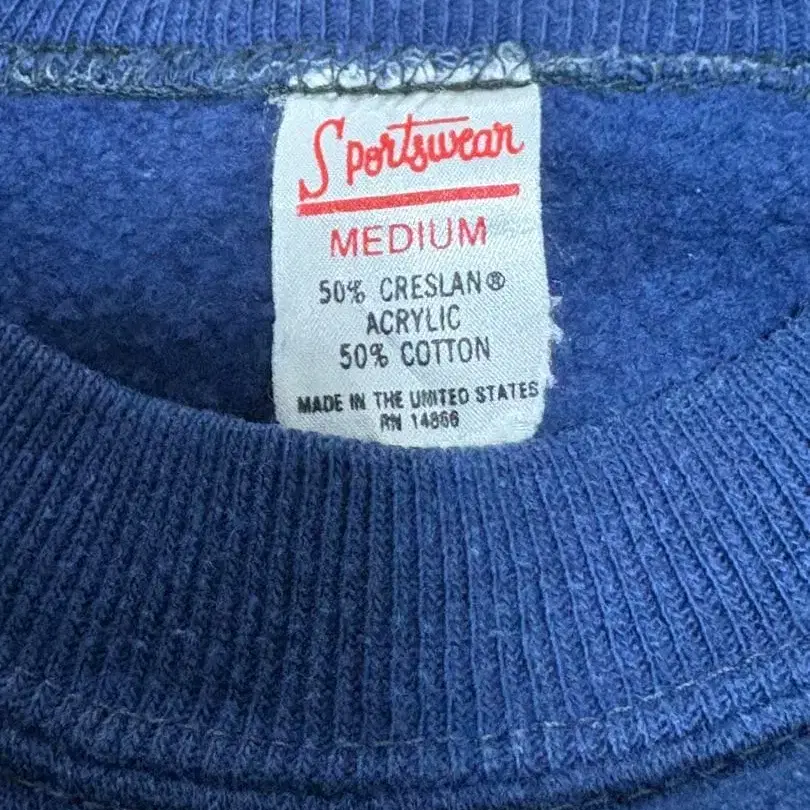 Sportswear
MEDIUM
50% CRESLAN®
ACRYLIC
50% COTTON
MADE IN THE UNITED STATES
RN 14866